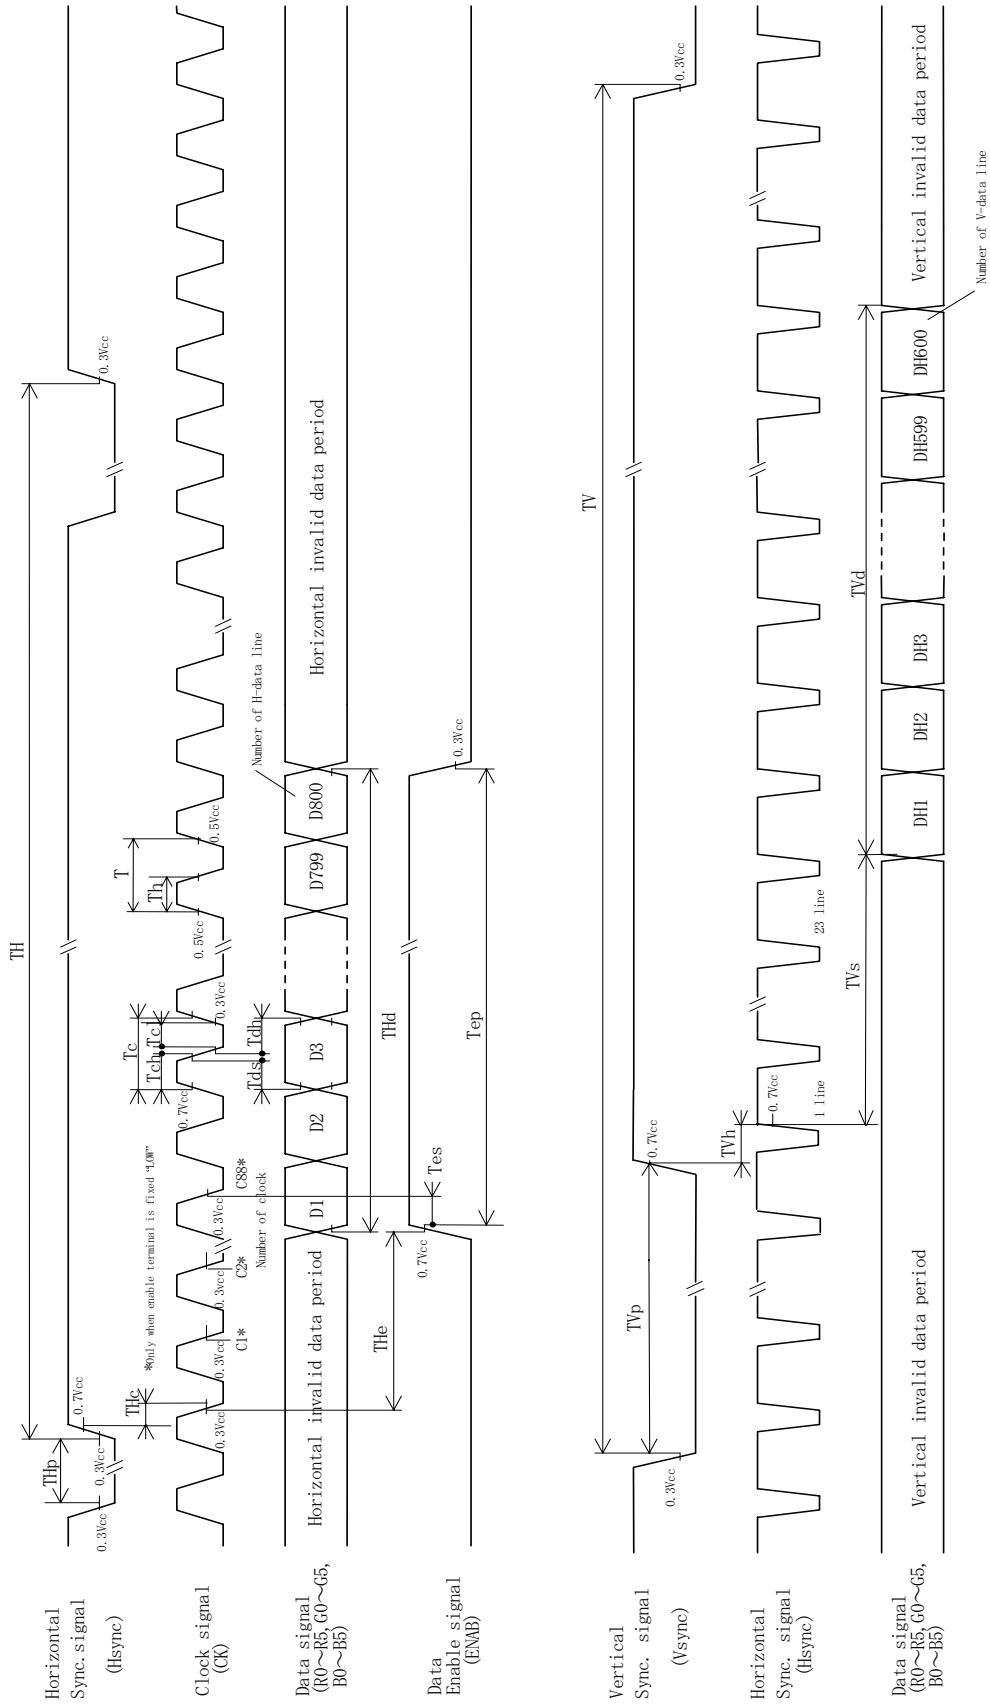 Horizontal
Sync. signal
(Hsync)
THp
0.3Vcc
0.3Vcc
0.7Vcc
TH
0.3Vcc
Clock signal
(CK)
THc
*Only when enable terminal is fixed "LOW"
0.3Vcc
0.3Vcc
0.3vcc
0.3Vcc
C1*
C2*
C88*
Number of clock
0.7Vcc
Tc
Tch
Tcl
0.3Vcc
T
Th
0.5Vcc
0.5Vcc
Data signal
(R0～R5, G0～G5,
B0～B5)
Horizontal invalid data period
D1
D2
D3
Tds
Tdh
D799
D800
Number of H-data line
Horizontal invalid data period
THe
THd
Data
Enable signal
(ENAB)
0.7Vcc
Tes
Tep
0.3Vcc
Vertical
Sync. signal
(Vsync)
TV
0.3Vcc
TVp
0.7Vcc
0.3Vcc
Horizontal
Sync. signal
(Hsync)
TVh
0.7Vcc
1 line
TVs
23 line
TVd
Data signal
(R0～R5, G0～G5,
B0～B5)
Vertical invalid data period
DH1
DH2
DH3
DH599
DH600
Vertical invalid data period
Number of V-data line